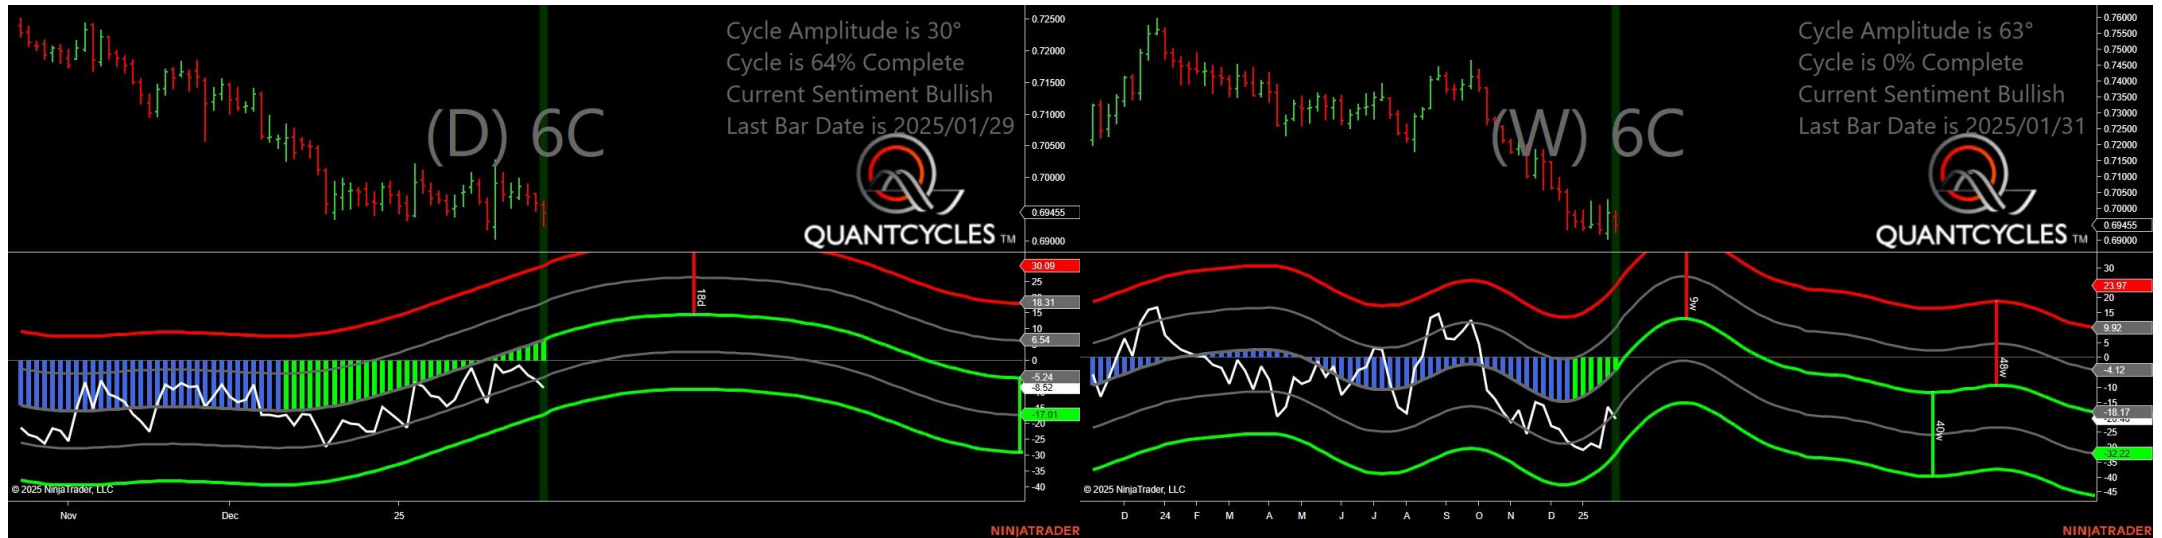 Cycle Amplitude is 30°
Cycle is 64% Complete
Current Sentiment Bullish
Last Bar Date is 2025/01/29
(D) 6C
QUANTCYCLES TM
0.72500
0.72000
0.71500
0.71000
0.70500
0.70000
0.69455
0.69000
30.09
25
18.31
15
10
6.54
0
-5.24
-8.52
-17.01
-20
-25
-30
-35
-40
18d
© 2025 NinjaTrader, LLC
Nov
Dec
25
NINJATRADER
Cycle Amplitude is 63°
Cycle is 0% Complete
Current Sentiment Bullish
Last Bar Date is 2025/01/31
(W) 6C
QUANTCYCLES TM
0.76000
0.75500
0.75000
0.74500
0.74000
0.73500
0.73000
0.72500
0.72000
0.71500
0.71000
0.70500
0.70000
0.69455
0.69000
30
23.97
20
15
9.92
5
0
-4.12
-10
-15
-18.17
-25
-32.22
-35
-40
-45
9w
48w
40w
© 2025 NinjaTrader, LLC
D
24
F
M
A
M
J
J
A
S
O
N
D
25
NINJATRADER